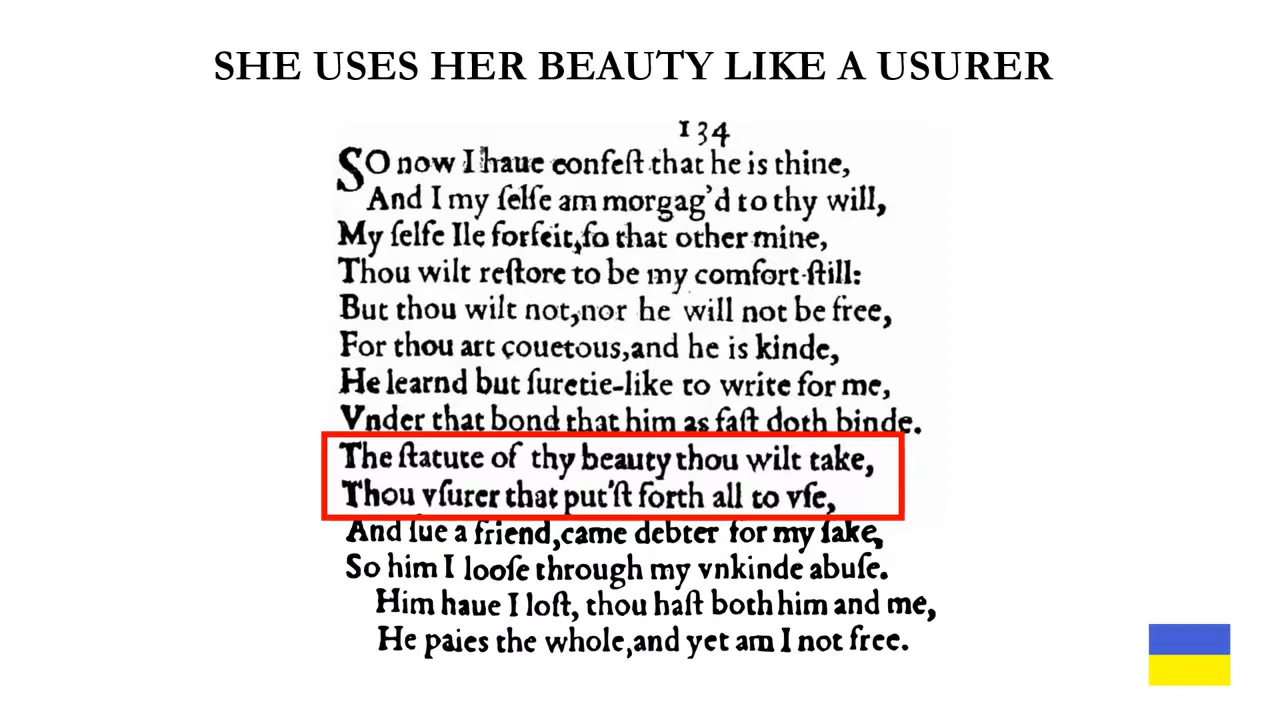 SHE USES HER BEAUTY LIKE A USURER
134
SO now I haue confeſt that he is thine,
And I my ſelfe am morgag'd to thy will,
My ſelfe Ile forfeit, ſo that other mine,
Thou wilt reſtore to be my comfort ſtill:
But thou wilt not, nor he will not be free,
For thou art couetous, and he is kinde,
He learnd but ſuretie-like to write for me,
Vnder that bond that him as faſt doth binde.
The ſtatute of thy beauty thou wilt take,
Thou vſurer that put'ſt forth all to vſe,
And ſue a friend, came debter for my ſake,
So him I looſe through my vnkinde abuſe.
Him haue I loſt, thou haſt both him and me,
He paies the whole, and yet am I not free.